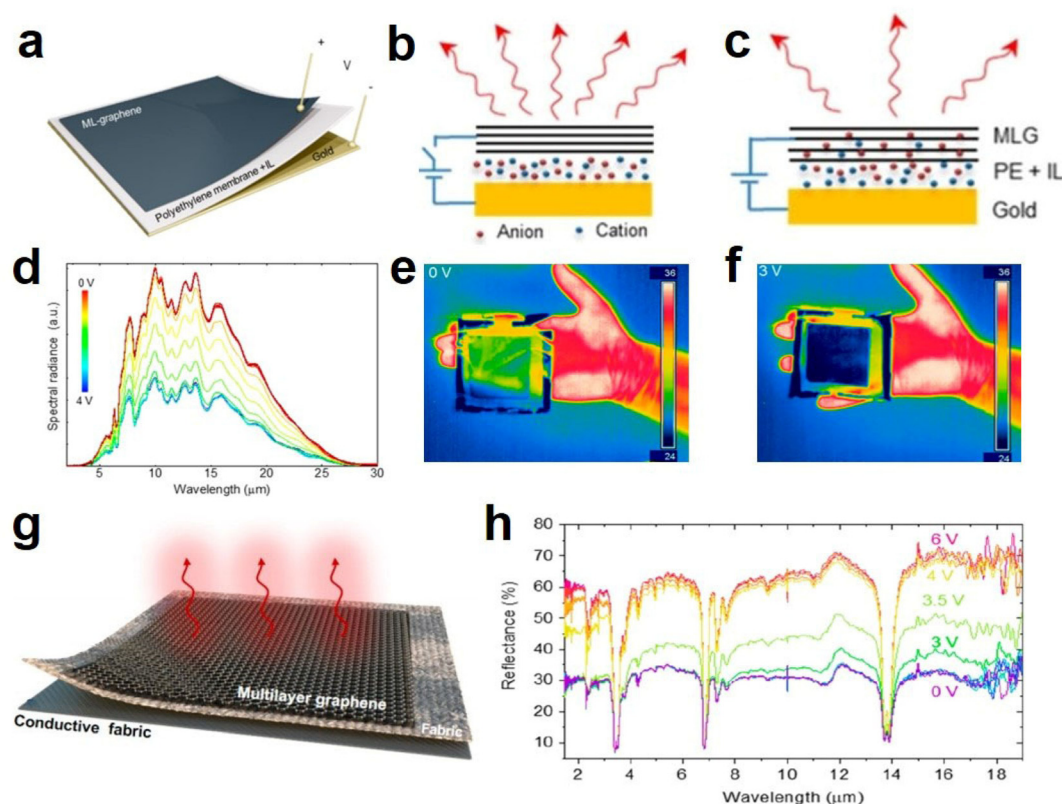 a
+
V
-
ML-graphene
Polyethylene membrane +IL
Gold
b
Anion
Cation
c
MLG
PE + IL
Gold
d
0 V
4 V
Spectral radiance (a.u.)
5 10 15 20 25 30
Wavelength (μm)
e
0 V
36
24
f
3 V
36
24
g
Multilayer graphene
Fabric
Conductive fabric
h
80
70
60
50
40
30
20
10
Reflectance (%)
6 V
4 V
3.5 V
3 V
0 V
2 4 6 8 10 12 14 16 18
Wavelength (μm)